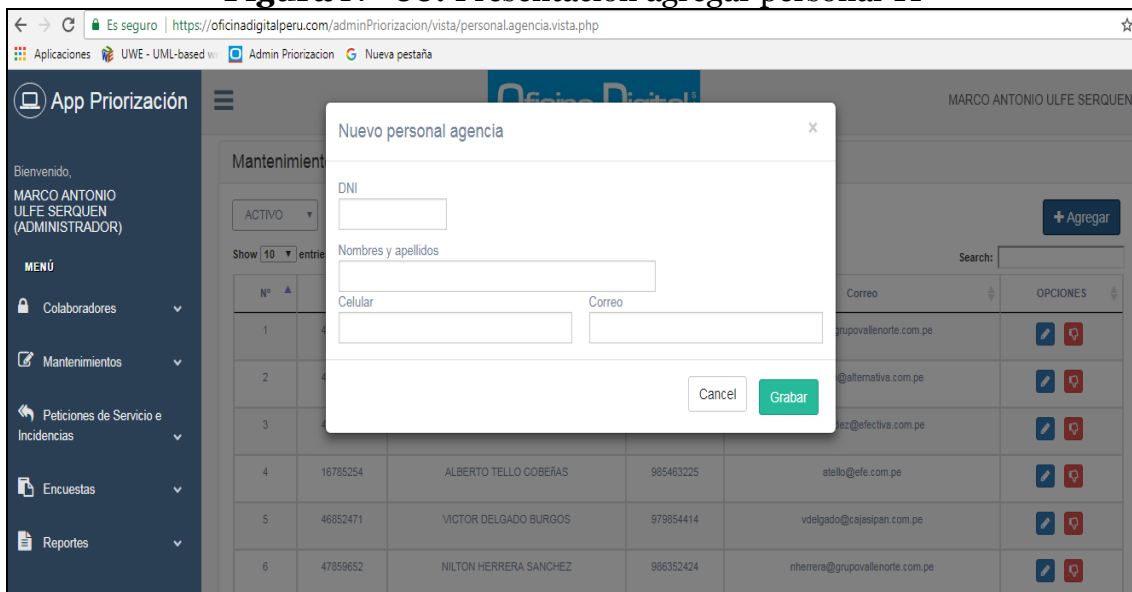 https://oficinadigitalperu.com/adminPriorizacion/vista/personal.agencia.vista.php
Es seguro
Aplicaciones UWE - UML-based Admin Priorizacion Nueva pestaña
App Priorización
MARCO ANTONIO ULFE SERQUEN
Bienvenido,
MARCO ANTONIO
ULFE SERQUEN
(ADMINISTRADOR)
MENÚ
Colaboradores
Mantenimientos
Peticiones de Servicio e
Incidencias
Encuestas
Reportes
Nuevo personal agencia ×
DNI
Nombres y apellidos
Celular Correo
Cancel Grabar
ACTIVO
+ Agregar
Show 10
Search:
N° Correo OPCIONES
1 grupovallenorte.com.pe
2 @alternativa.com.pe
3 @efectiva.com.pe
4 16785254 ALBERTO TELLO COBEñAS 985463225 atello@efe.com.pe
5 46852471 VICTOR DELGADO BURGOS 979854414 vdelgado@cajasipan.com.pe
6 47859652 NILTON HERRERA SANCHEZ 986352424 nherrera@grupovallenorte.com.pe